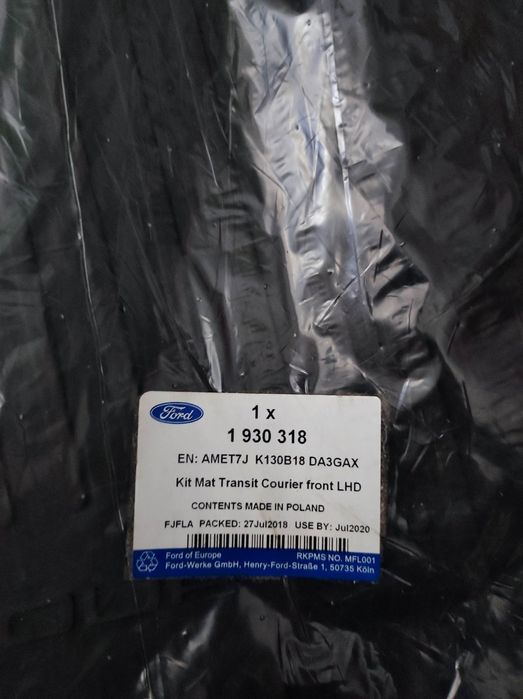 Ford
1 x
1 930 318
EN: AMET7J K130B18 DA3GAX
Kit Mat Transit Courier front LHD
CONTENTS MADE IN POLAND
FJFLA PACKED: 27Jul2018 USE BY: Jul2020
Ford of Europe RKPMS NO. MFL001
Ford-Werke GmbH, Henry-Ford-Straße 1, 50735 Köln